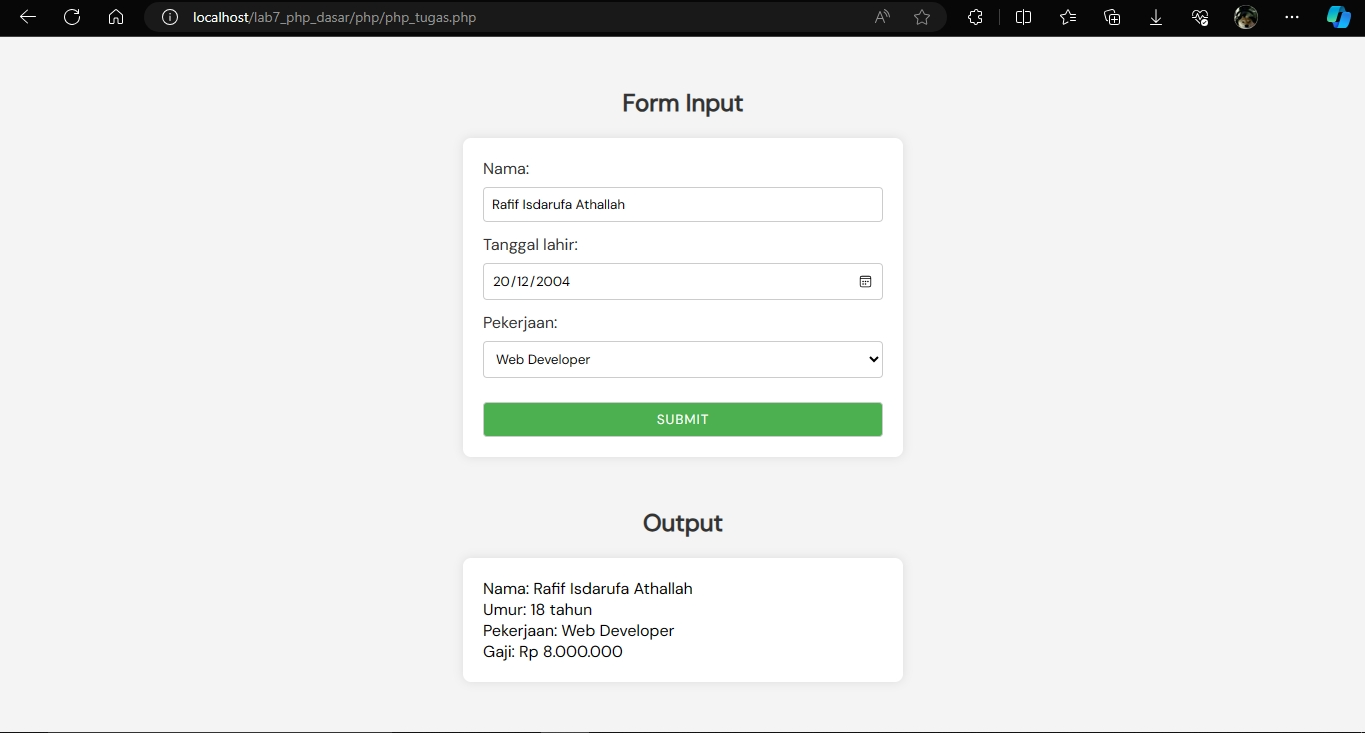 localhost/lab7_php_dasar/php/php_tugas.php
Form Input
Nama:
Rafif Isdarufa Athallah
Tanggal lahir:
20/12/2004
Pekerjaan:
Web Developer
SUBMIT
Output
Nama: Rafif Isdarufa Athallah
Umur: 18 tahun
Pekerjaan: Web Developer
Gaji: Rp 8.000.000